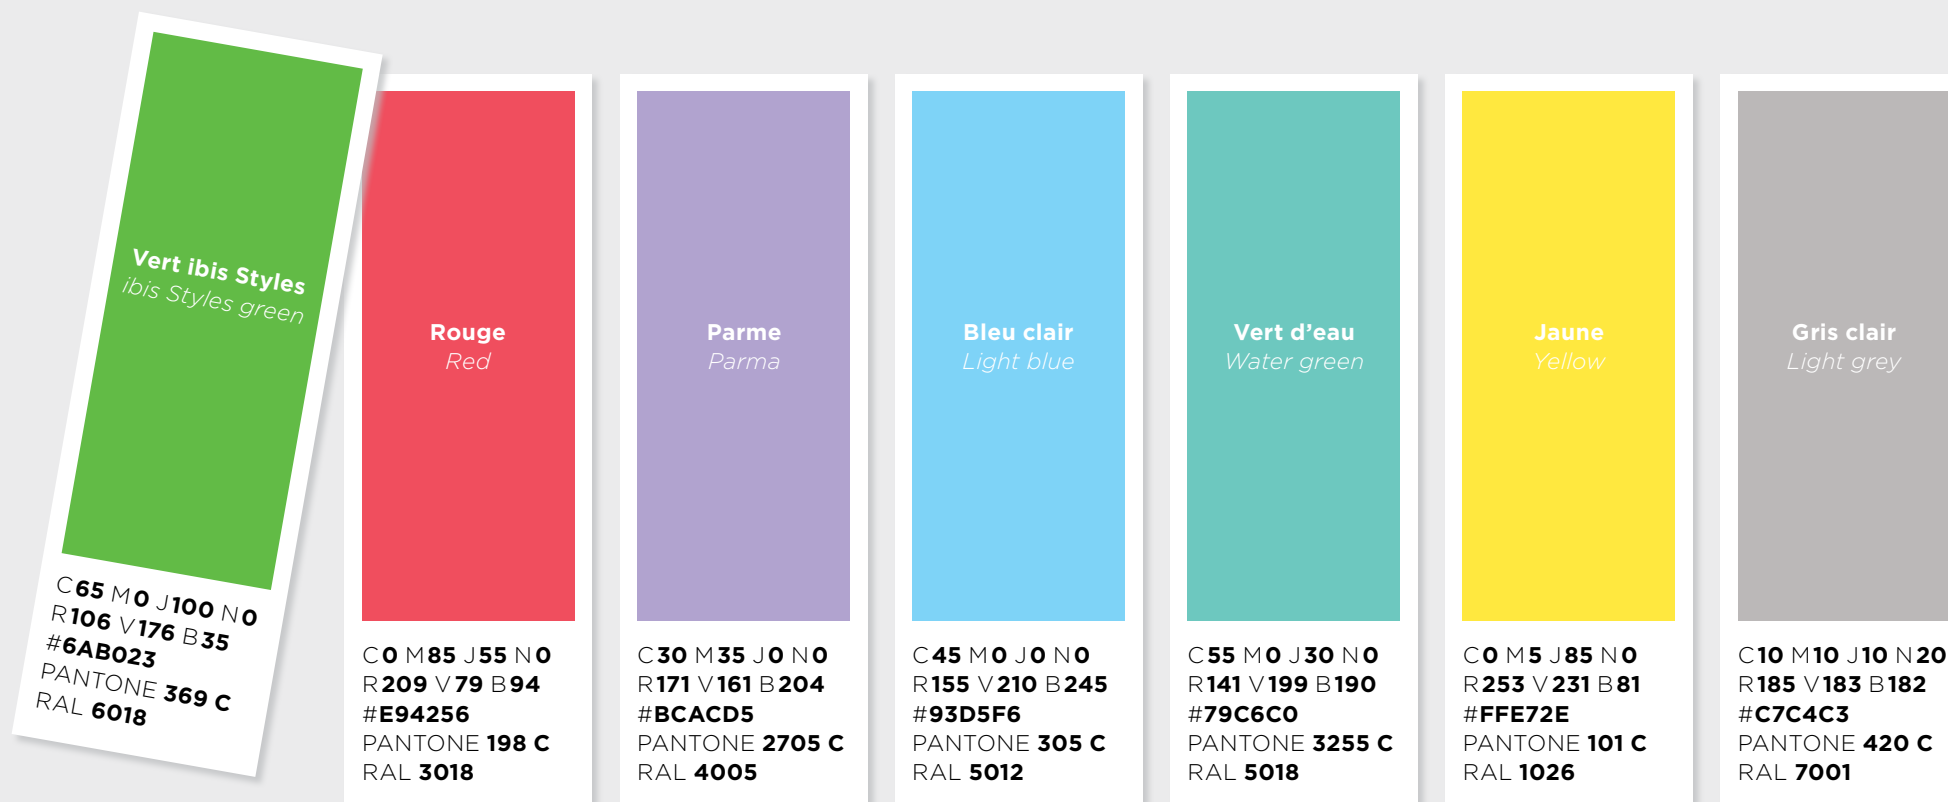 Vert ibis Styles
ibis Styles green
C65 M0 J100 N0
R106 V176 B35
#6AB023
PANTONE 369 C
RAL 6018
Rouge
Red
C0 M85 J55 N0
R209 V79 B94
#E94256
PANTONE 198 C
RAL 3018
Parme
Parma
C30 M35 J0 N0
R171 V161 B204
#BCACD5
PANTONE 2705 C
RAL 4005
Bleu clair
Light blue
C45 M0 J0 N0
R155 V210 B245
#93D5F6
PANTONE 305 C
RAL 5012
Vert d’eau
Water green
C55 M0 J30 N0
R141 V199 B190
#79C6C0
PANTONE 3255 C
RAL 5018
Jaune
Yellow
C0 M5 J85 N0
R253 V231 B81
#FFE72E
PANTONE 101 C
RAL 1026
Gris clair
Light grey
C10 M10 J10 N20
R185 V183 B182
#C7C4C3
PANTONE 420 C
RAL 7001